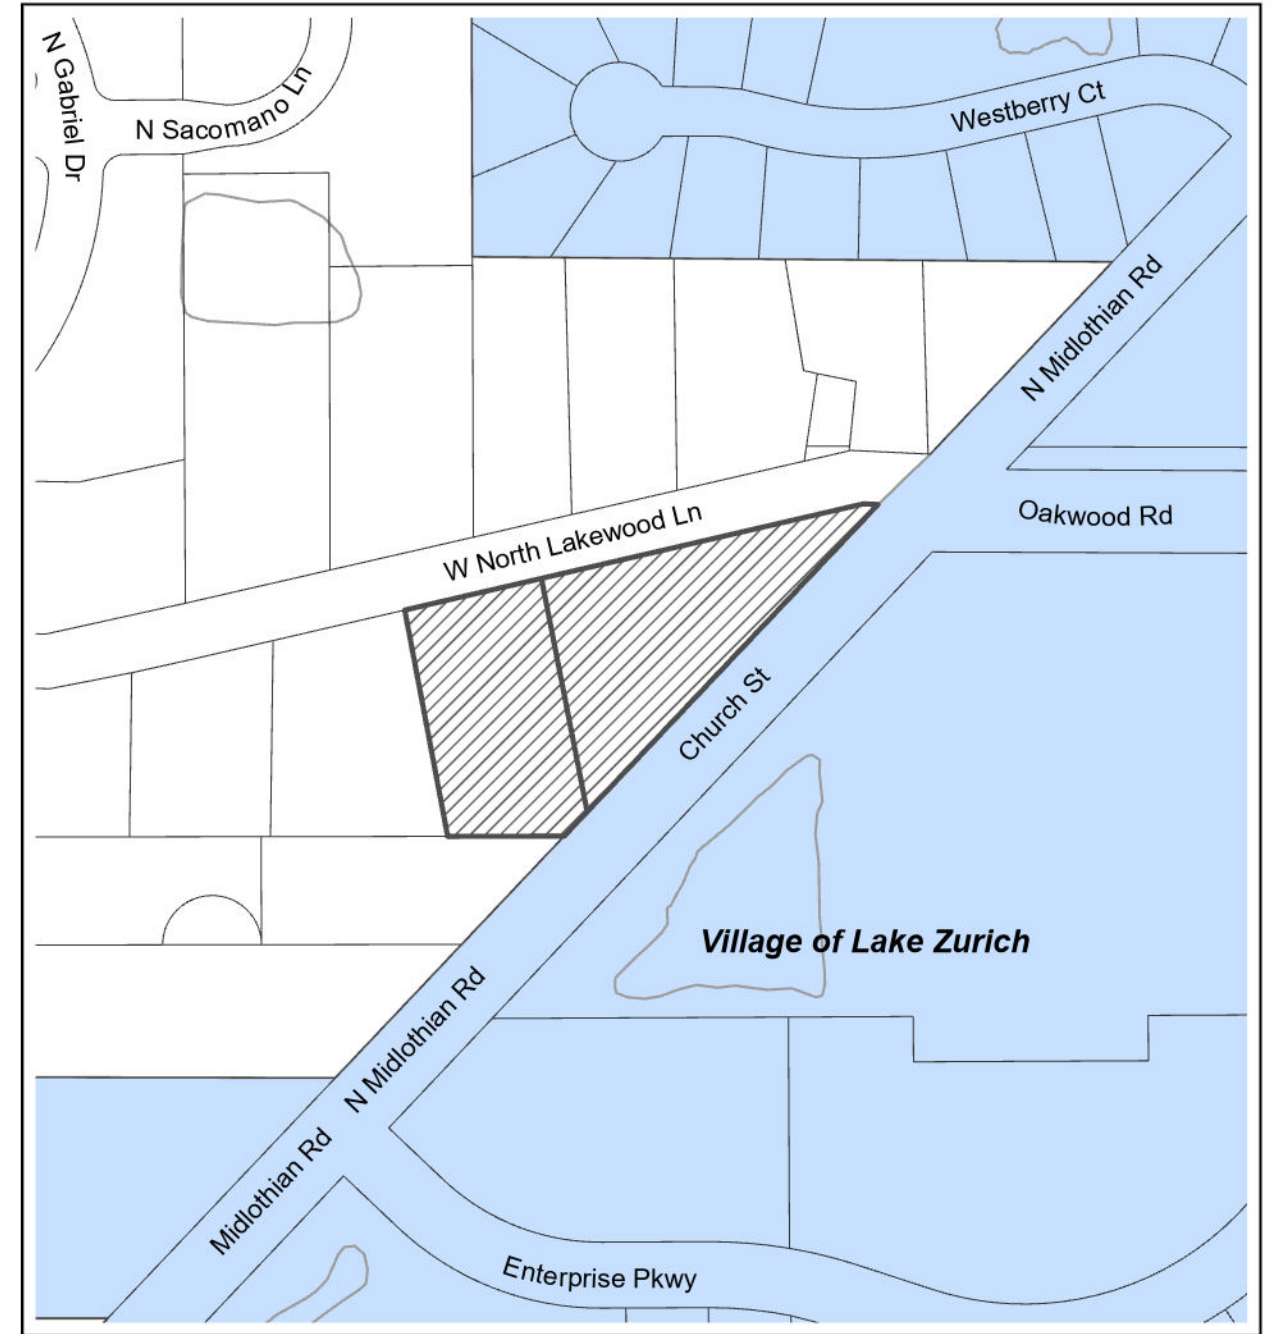 N Gabriel Dr
N Sacomano Ln
Westberry Ct
N Midlothian Rd
Oakwood Rd
W North Lakewood Ln
Church St
Village of Lake Zurich
N Midlothian Rd
Midlothian Rd
Enterprise Pkwy